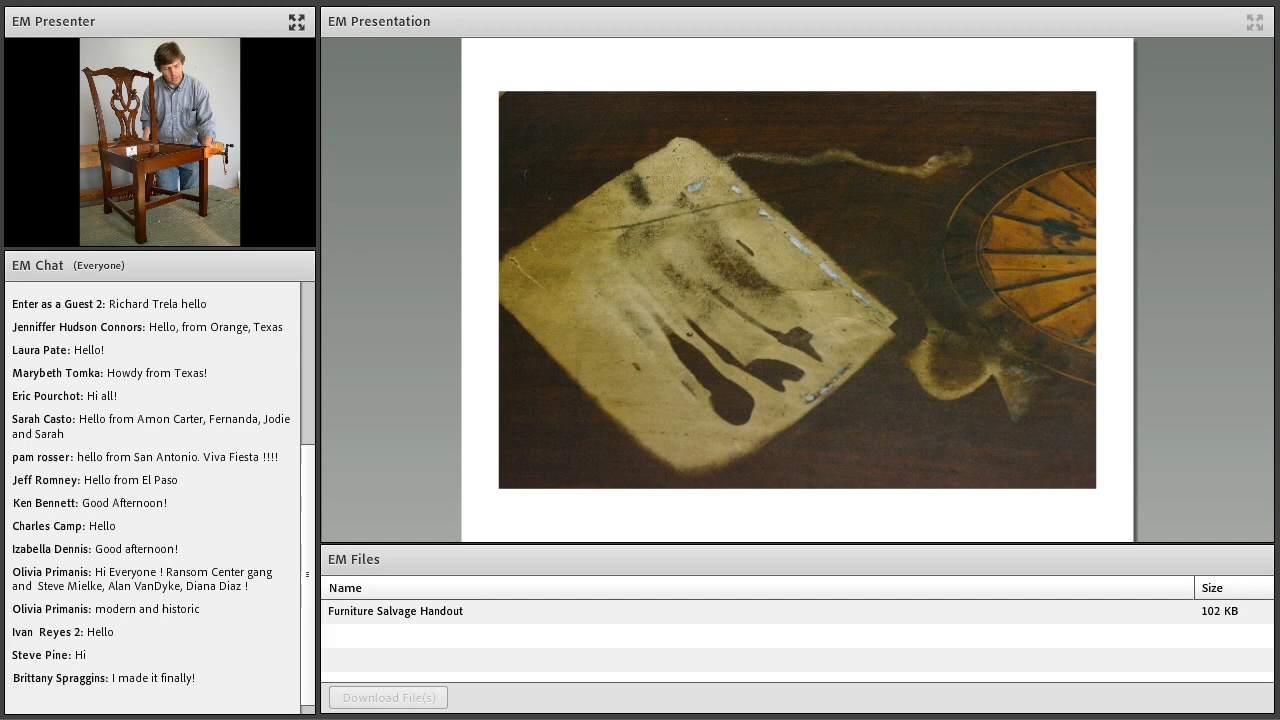 EM Presenter
EM Chat (Everyone)
Enter as a Guest 2: Richard Trela hello
Jenniffer Hudson Connors: Hello, from Orange, Texas
Laura Pate: Hello!
Marybeth Tomka: Howdy from Texas!
Eric Pourchot: Hi all!
Sarah Casto: Hello from Amon Carter, Fernanda, Jodie
and Sarah
pam rosser: hello from San Antonio. Viva Fiesta !!!!
Jeff Romney: Hello from El Paso
Ken Bennett: Good Afternoon!
Charles Camp: Hello
Izabella Dennis: Good afternoon!
Olivia Primanis: Hi Everyone ! Ransom Center gang
and  Steve Mielke, Alan VanDyke, Diana Diaz !
Olivia Primanis: modern and historic
Ivan  Reyes 2: Hello
Steve Pine: Hi
Brittany Spraggins: I made it finally!
EM Presentation
EM Files
Name Size
Furniture Salvage Handout 102 KB
Download File(s)